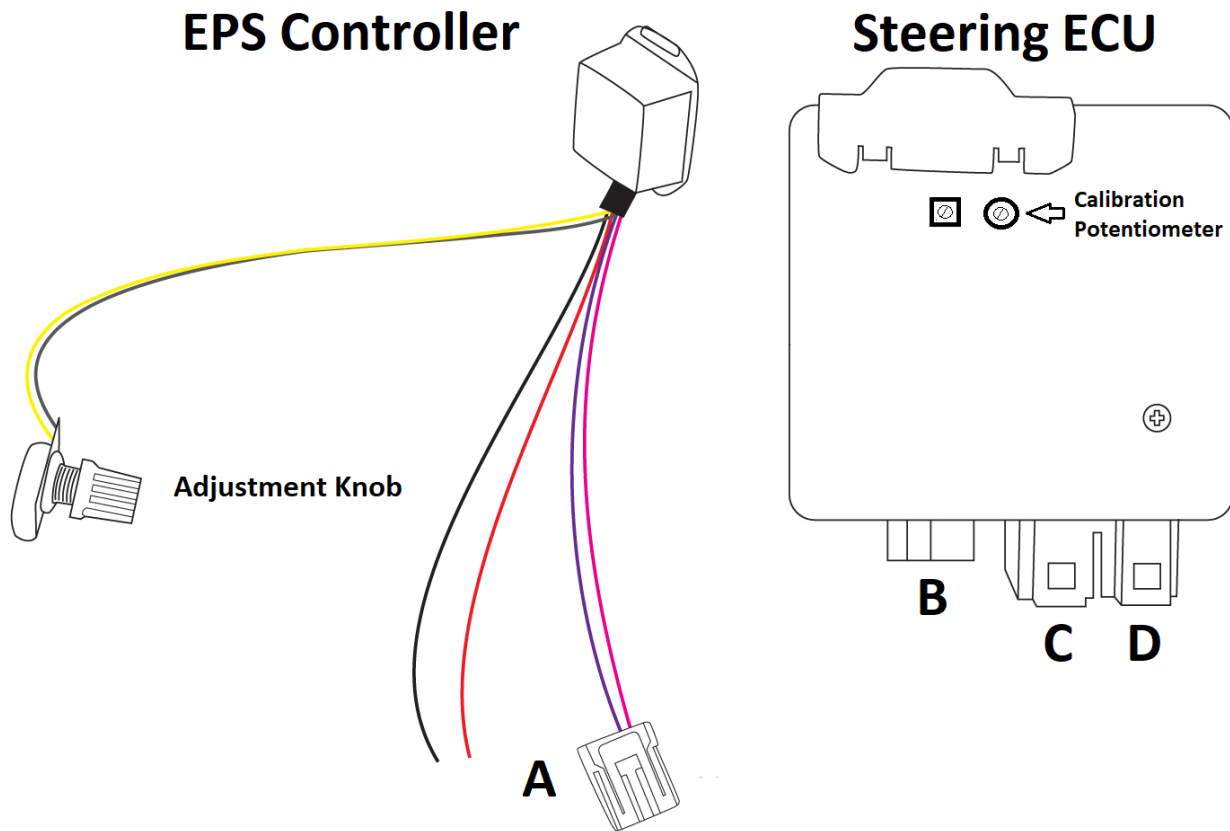 EPS Controller
Steering ECU
Calibration
Potentiometer
Adjustment Knob
A
B
C
D